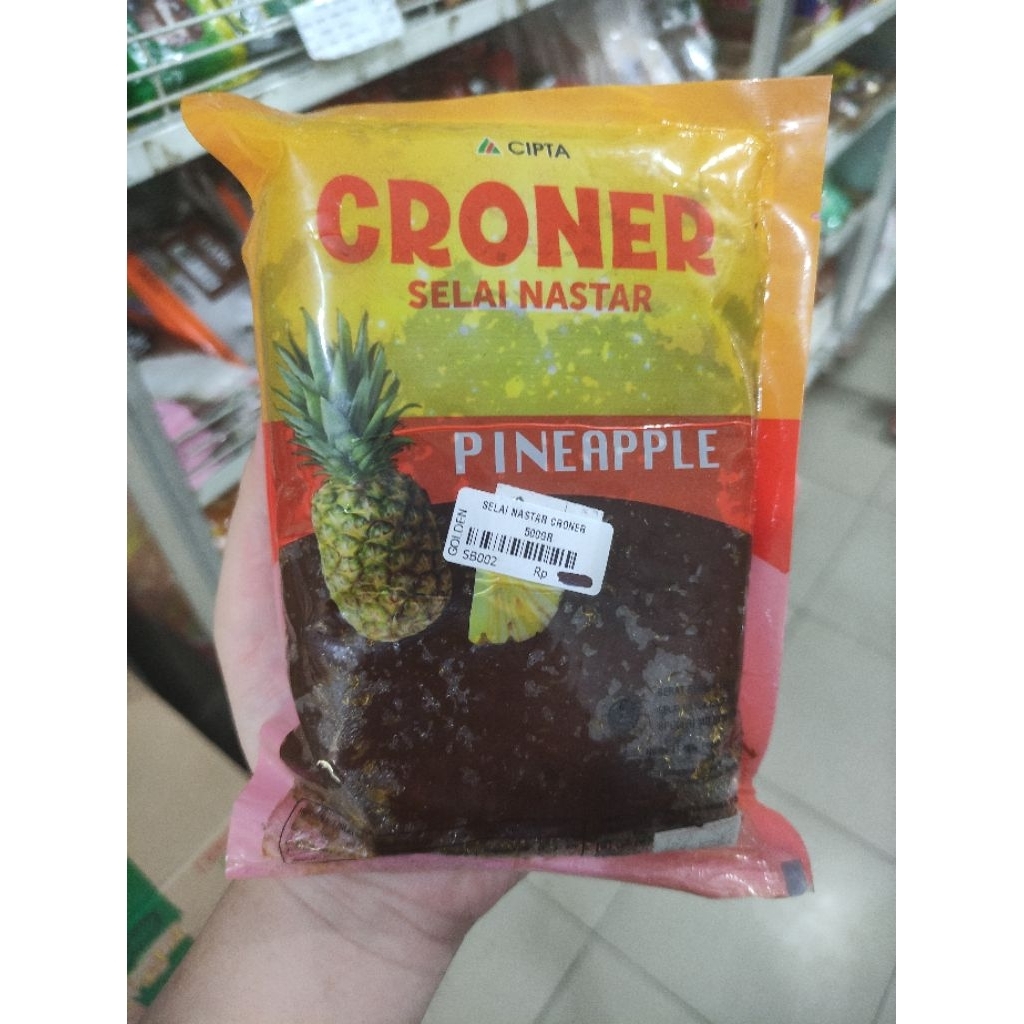 CIPTA
CRONER
SELAI NASTAR
PINEAPPLE
GOLDEN
SELAI NASTAR CRONER
500GR
SB002
Rp